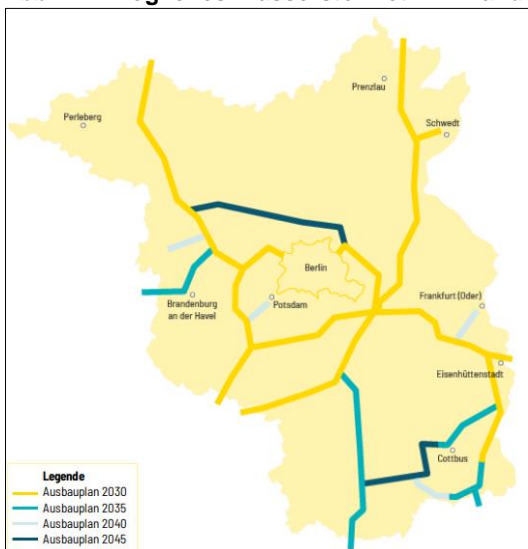 Prenzlau
Perleberg
Schwedt
Berlin
Brandenburg
an der Havel
Potsdam
Frankfurt (Oder)
Eisenhüttenstadt
Cottbus
Legende
Ausbauplan 2030
Ausbauplan 2035
Ausbauplan 2040
Ausbauplan 2045